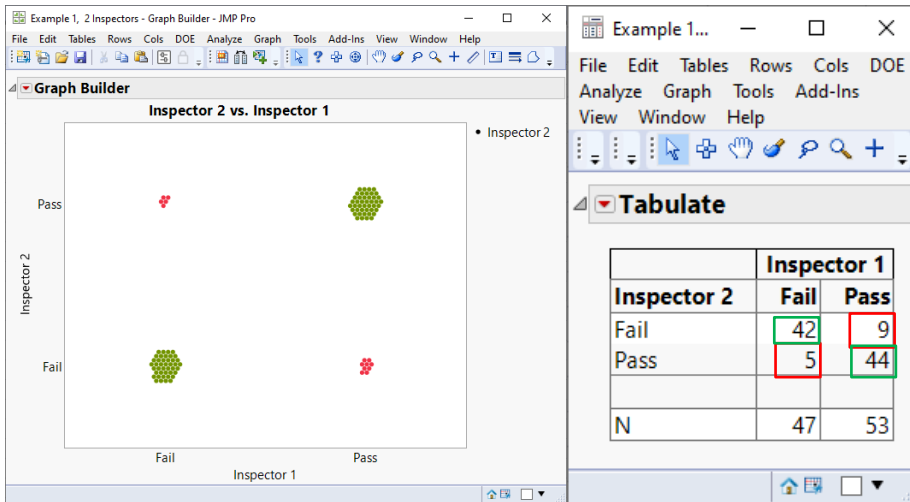 Example 1, 2 Inspectors - Graph Builder - JMP Pro
File Edit Tables Rows Cols DOE Analyze Graph Tools Add-Ins View Window Help
Graph Builder
Inspector 2 vs. Inspector 1
Inspector 2
Pass
Inspector 2
Fail
Fail Pass
Inspector 1
Example 1...
File Edit Tables Rows Cols DOE
Analyze Graph Tools Add-Ins
View Window Help
Tabulate
Inspector 1
Inspector 2 Fail Pass
Fail 42 9
Pass 5 44
N 47 53